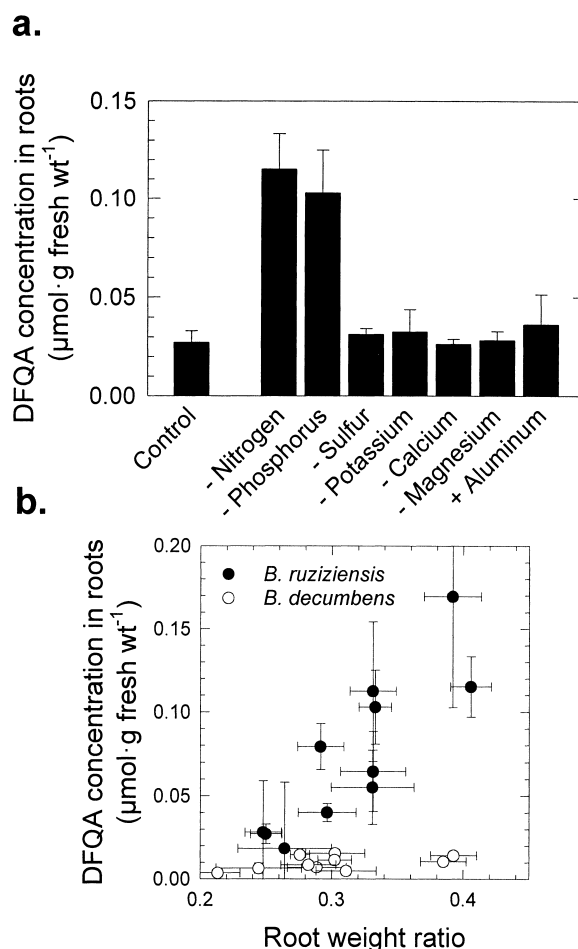 a.
DFQA concentration in roots
(µmol·g fresh wt⁻¹)
0.15
0.10
0.05
0.00
Control
- Nitrogen
- Phosphorus
- Sulfur
- Potassium
- Calcium
- Magnesium
+ Aluminum
b.
DFQA concentration in roots
(µmol·g fresh wt⁻¹)
0.20
0.15
0.10
0.05
0.00
B. ruziziensis
B. decumbens
0.2
0.3
0.4
Root weight ratio